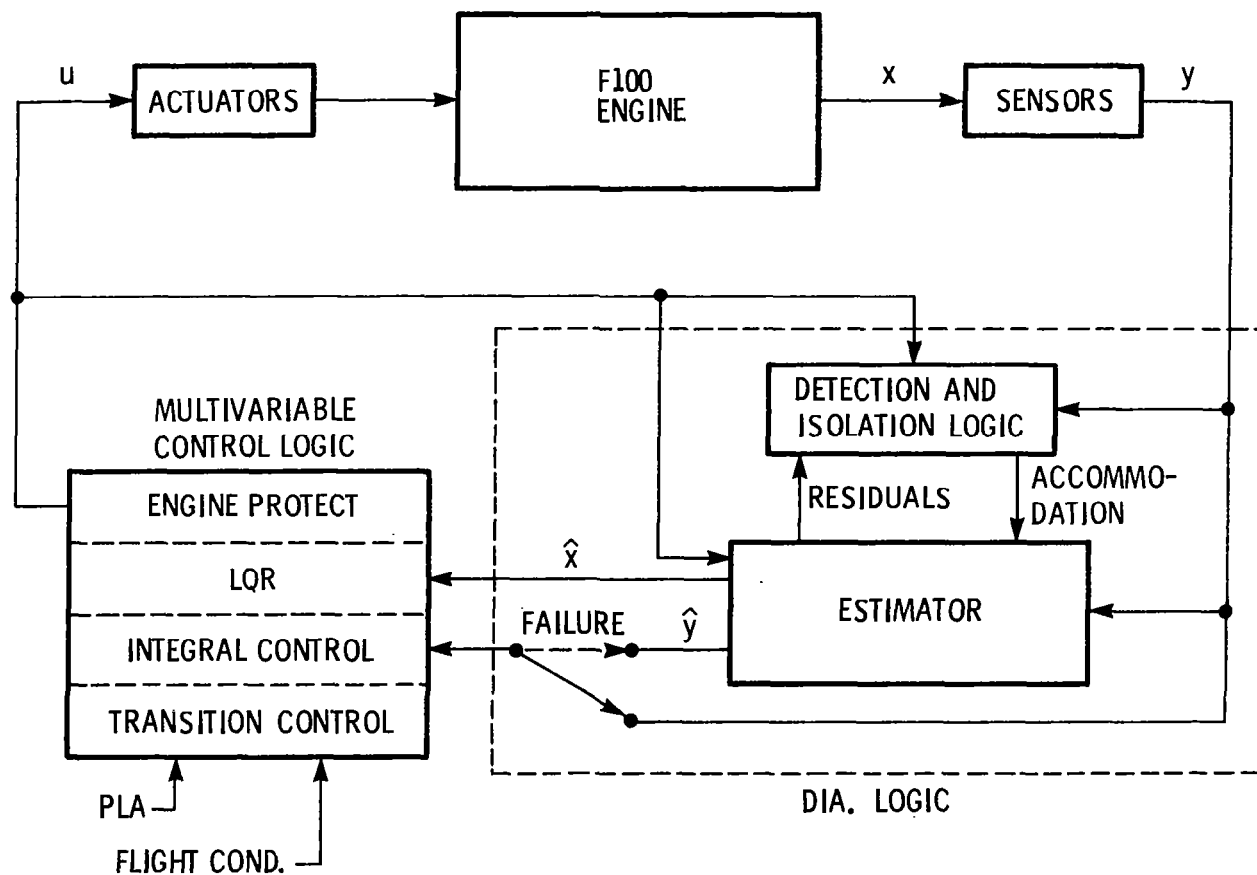 u
ACTUATORS
F100
ENGINE
x
SENSORS
y
MULTIVARIABLE
CONTROL LOGIC
ENGINE PROTECT
LQR
INTEGRAL CONTROL
TRANSITION CONTROL
PLA
FLIGHT COND.
DETECTION AND
ISOLATION LOGIC
RESIDUALS
ACCOMMO-
DATION
x̂
ESTIMATOR
FAILURE
ŷ
DIA. LOGIC